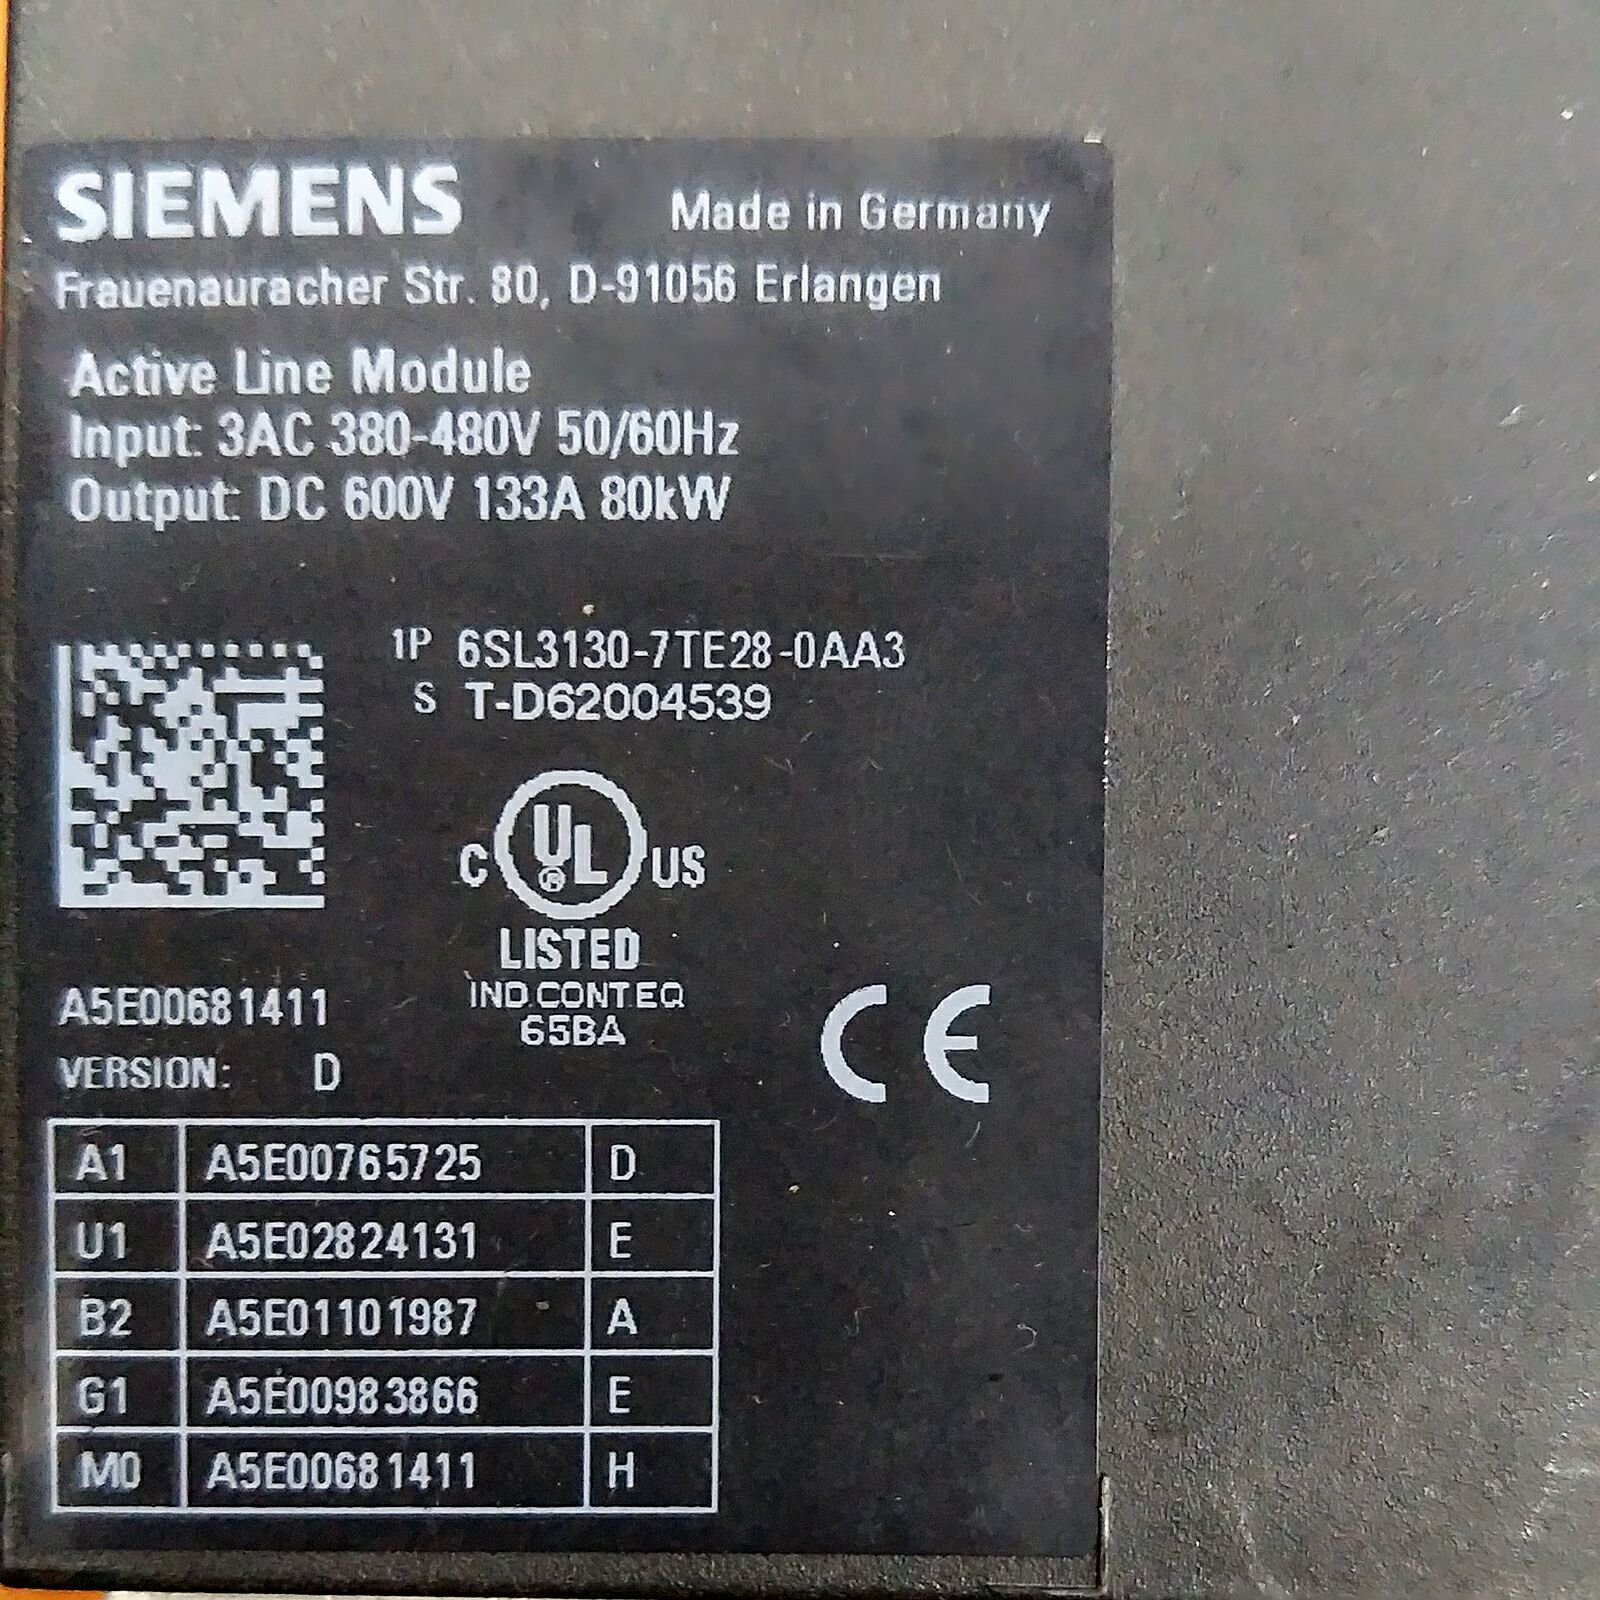 SIEMENS
Made in Germany
Frauenauracher Str. 80, D-91056 Erlangen
Active Line Module
Input: 3AC 380-480V 50/60Hz
Output: DC 600V 133A 80kW
1P 6SL3130-7TE28-0AA3
S T-D62004539
C UL® US
LISTED
IND.CONT.EQ
65BA
CE
A5E00681411
VERSION: D
A1 A5E00765725 D
U1 A5E02824131 E
B2 A5E01101987 A
G1 A5E00983866 E
M0 A5E00681411 H